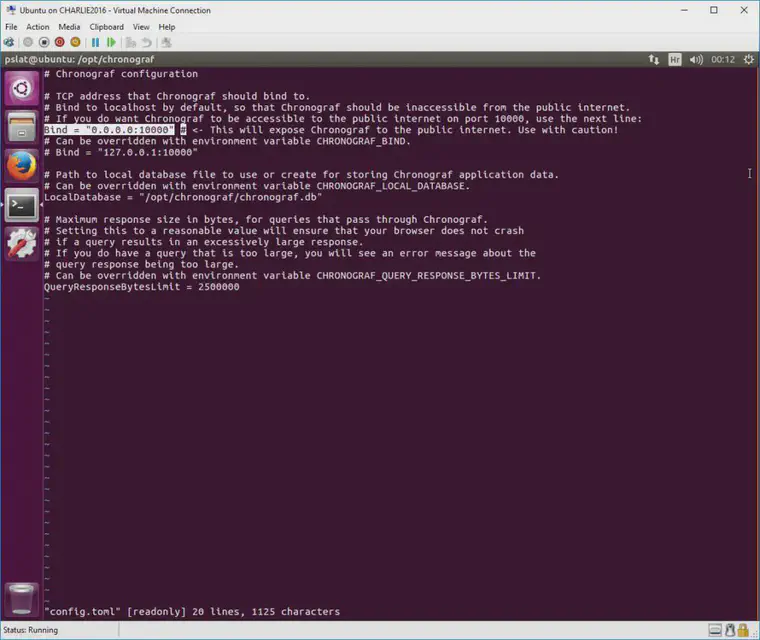 Ubuntu on CHARLIE2016 - Virtual Machine Connection
File Action Media Clipboard View Help
pslat@ubuntu: /opt/chronograf
Hr
00:12
# Chronograf configuration
# TCP address that Chronograf should bind to.
# Bind to localhost by default, so that Chronograf should be inaccessible from the public internet.
# If you do want Chronograf to be accessible to the public internet on port 10000, use the next line:
Bind = "0.0.0.0:10000" # <- This will expose Chronograf to the public internet. Use with caution!
# Can be overridden with environment variable CHRONOGRAF_BIND.
# Bind = "127.0.0.1:10000"
# Path to local database file to use or create for storing Chronograf application data.
# Can be overridden with environment variable CHRONOGRAF_LOCAL_DATABASE.
LocalDatabase = "/opt/chronograf/chronograf.db"
# Maximum response size in bytes, for queries that pass through Chronograf.
# Setting this to a reasonable value will ensure that your browser does not crash
# if a query results in an excessively large response.
# If you do have a query that is too large, you will see an error message about the
# query response being too large.
# Can be overridden with environment variable CHRONOGRAF_QUERY_RESPONSE_BYTES_LIMIT.
QueryResponseBytesLimit = 2500000
"config.toml" [readonly] 20 lines, 1125 characters
Status: Running